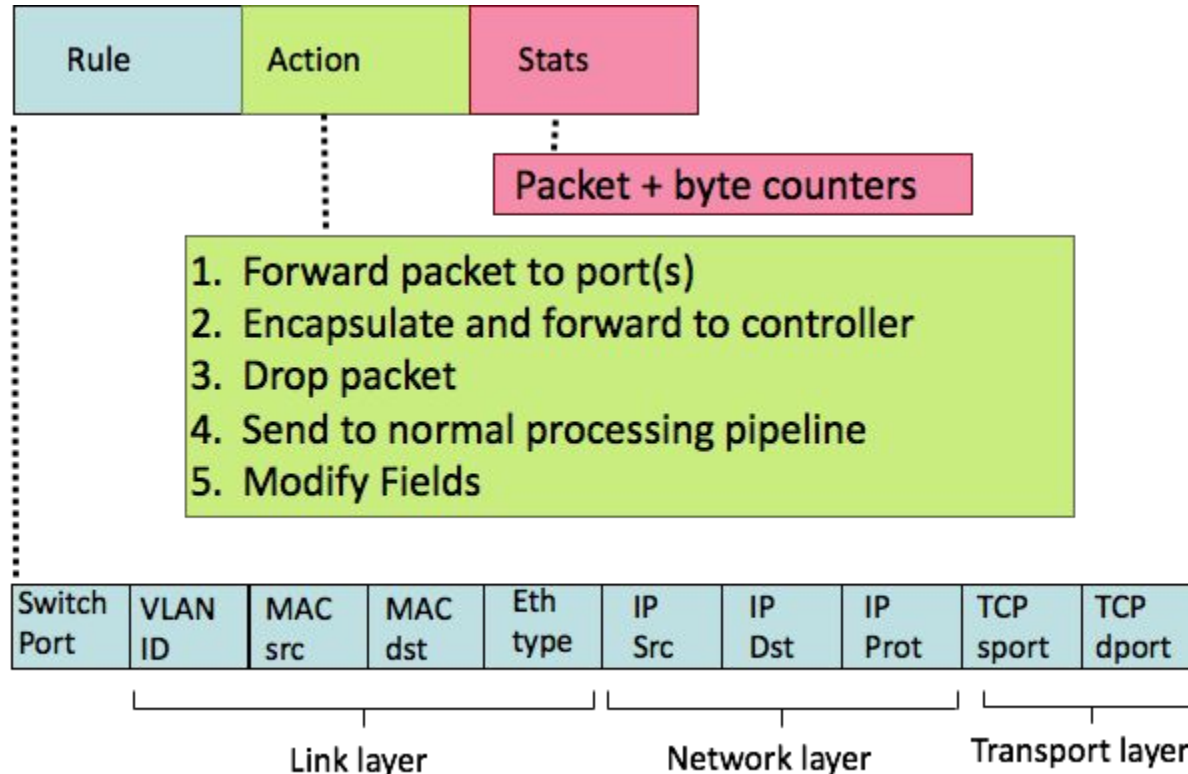 Rule Action Stats
Packet + byte counters
1. Forward packet to port(s)
2. Encapsulate and forward to controller
3. Drop packet
4. Send to normal processing pipeline
5. Modify Fields
Switch Port
VLAN ID
MAC src
MAC dst
Eth type
IP Src
IP Dst
IP Prot
TCP sport
TCP dport
Link layer
Network layer
Transport layer